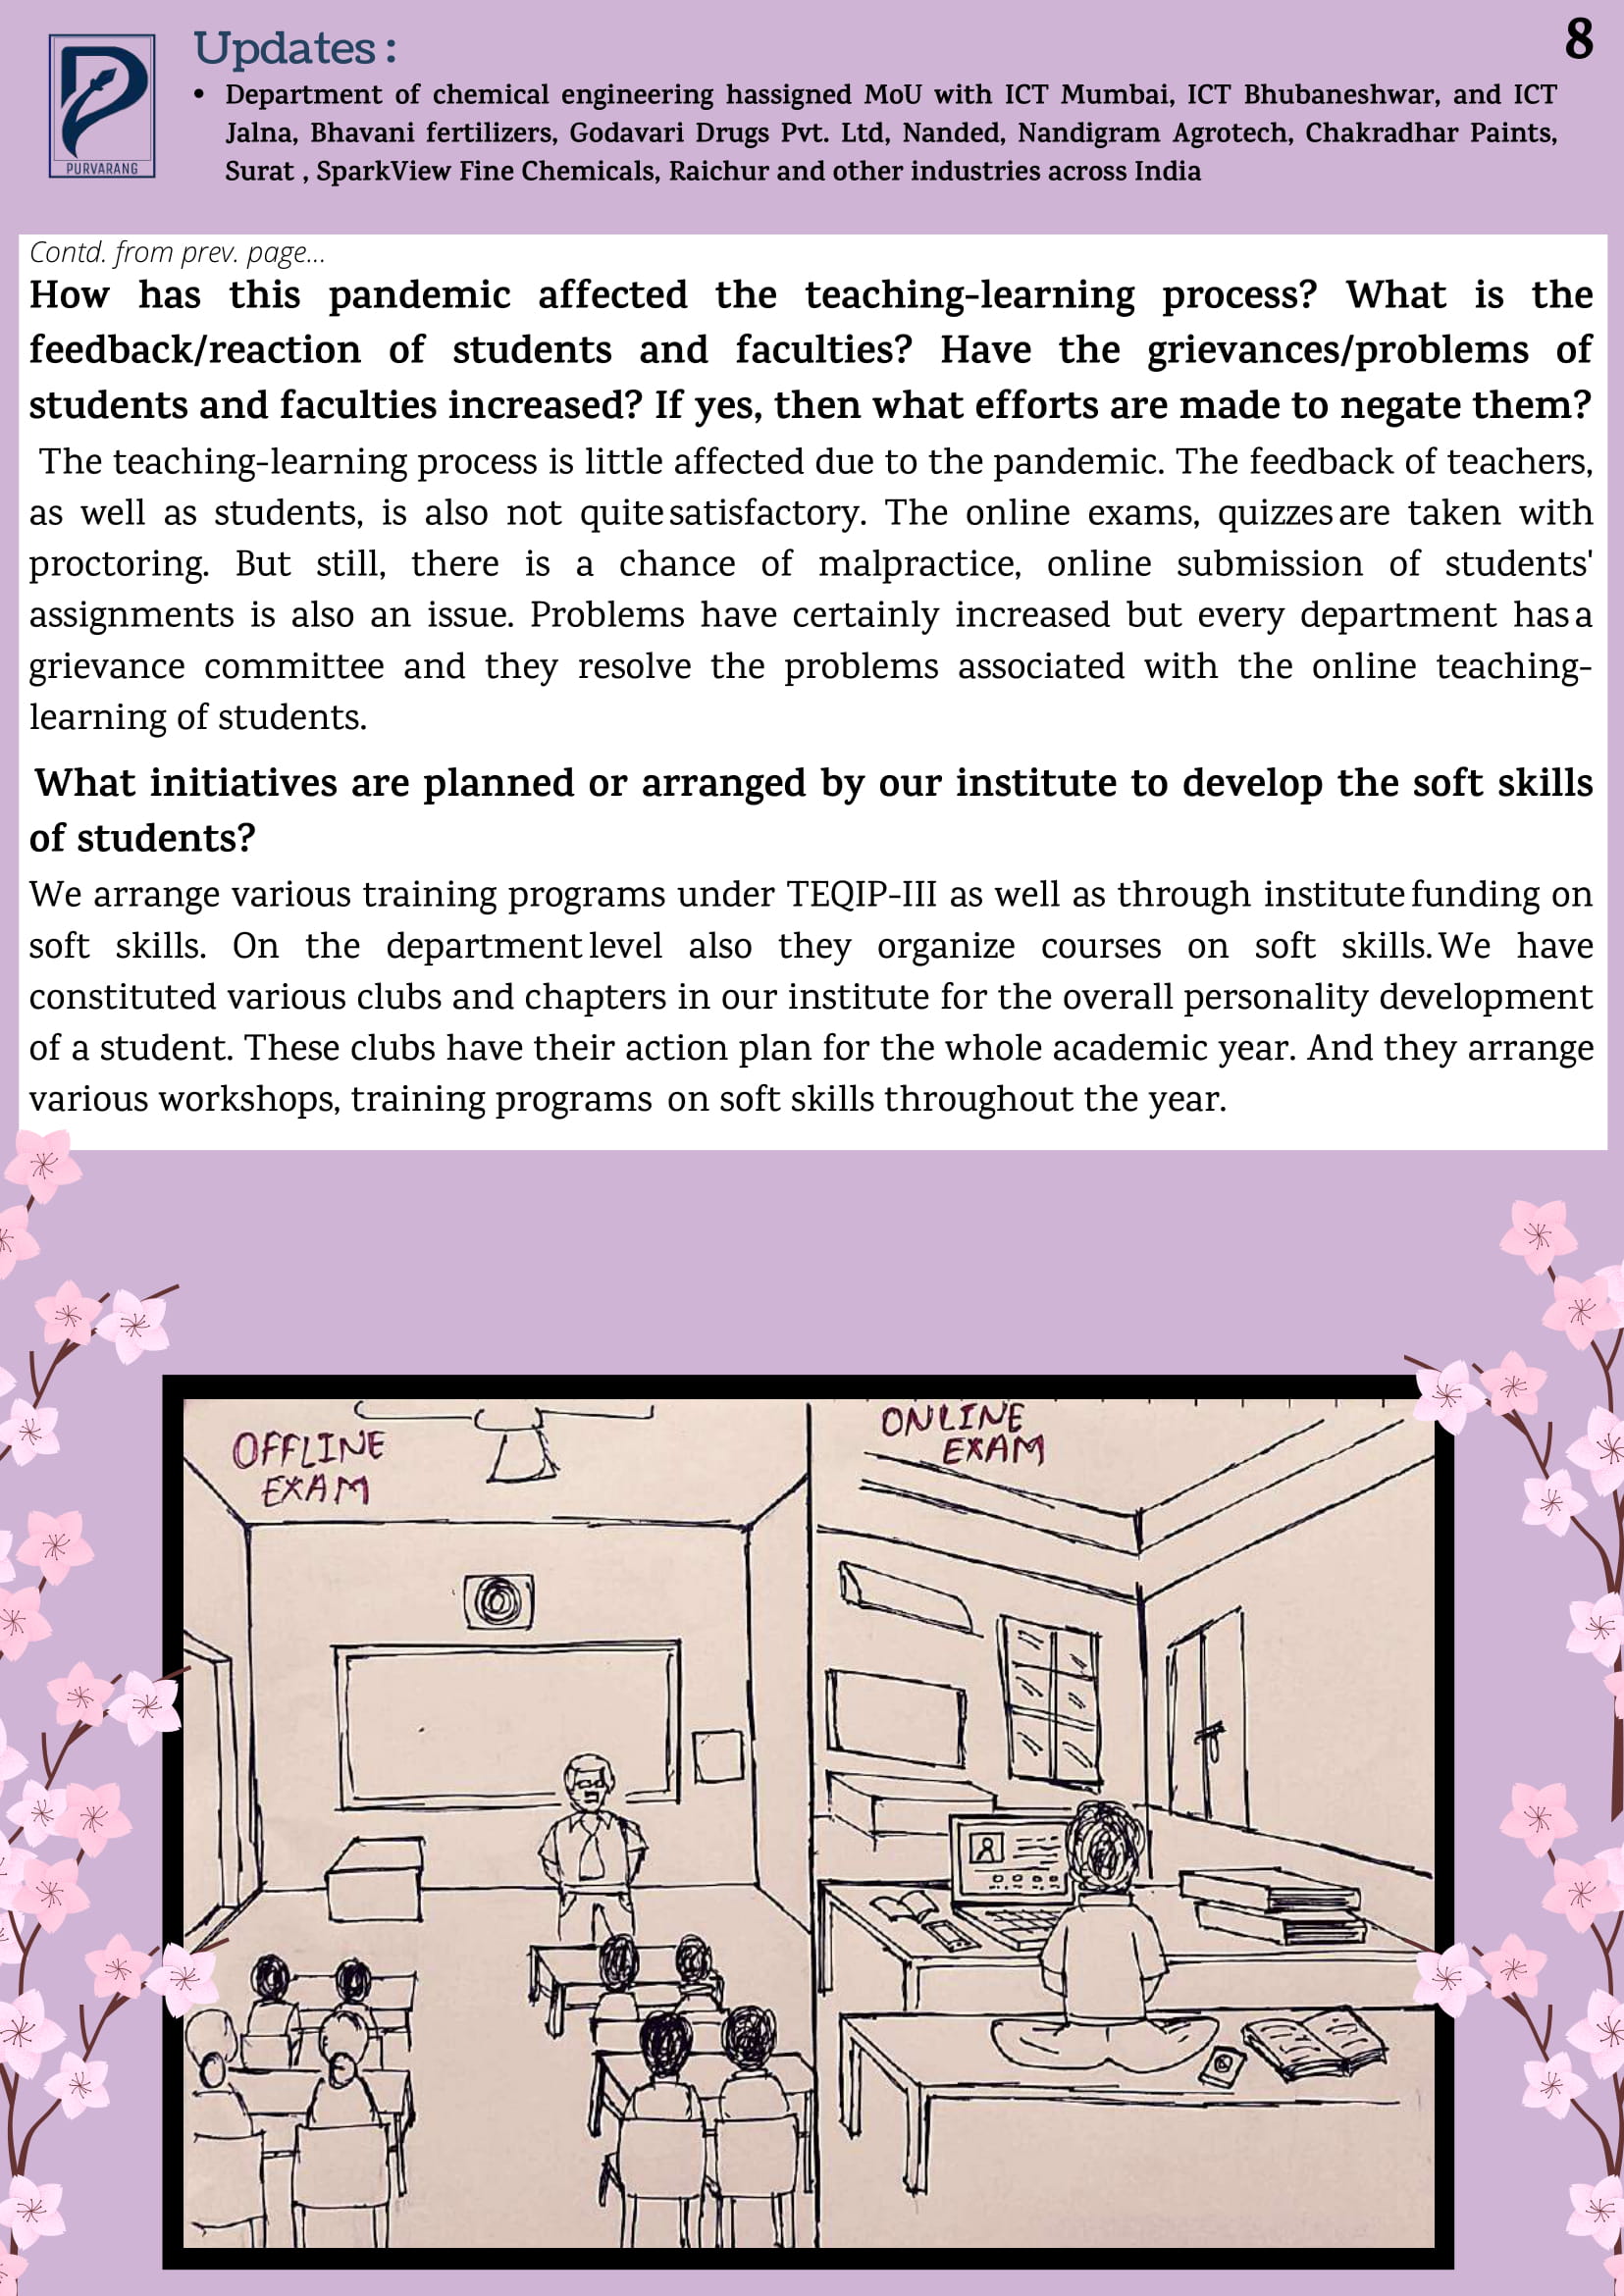 PURVARANG
Updates :
8
• Department of chemical engineering hassigned MoU with ICT Mumbai, ICT Bhubaneshwar, and ICT
Jalna, Bhavani fertilizers, Godavari Drugs Pvt. Ltd, Nanded, Nandigram Agrotech, Chakradhar Paints,
Surat , SparkView Fine Chemicals, Raichur and other industries across India
Contd. from prev. page...
How has this pandemic affected the teaching-learning process? What is the
feedback/reaction of students and faculties? Have the grievances/problems of
students and faculties increased? If yes, then what efforts are made to negate them?
The teaching-learning process is little affected due to the pandemic. The feedback of teachers,
as well as students, is also not quite satisfactory. The online exams, quizzes are taken with
proctoring. But still, there is a chance of malpractice, online submission of students'
assignments is also an issue. Problems have certainly increased but every department has a
grievance committee and they resolve the problems associated with the online teaching-
learning of students.
What initiatives are planned or arranged by our institute to develop the soft skills
of students?
We arrange various training programs under TEQIP-III as well as through institute funding on
soft skills. On the department level also they organize courses on soft skills. We have
constituted various clubs and chapters in our institute for the overall personality development
of a student. These clubs have their action plan for the whole academic year. And they arrange
various workshops, training programs on soft skills throughout the year.
OFFLINE
EXAM
ONLINE
EXAM